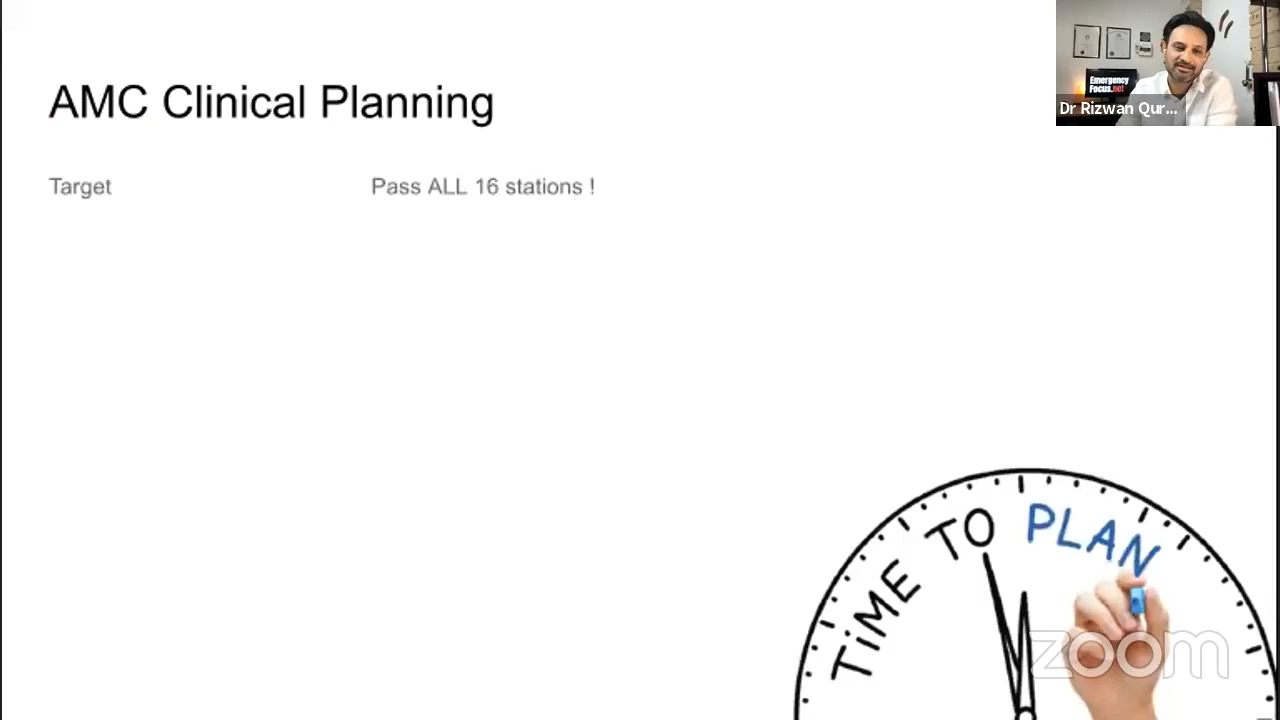 AMC Clinical Planning
Target
Pass ALL 16 stations !
Emergency
Focus.net
Dr Rizwan Qur...
TiME TO PLAN
zoom